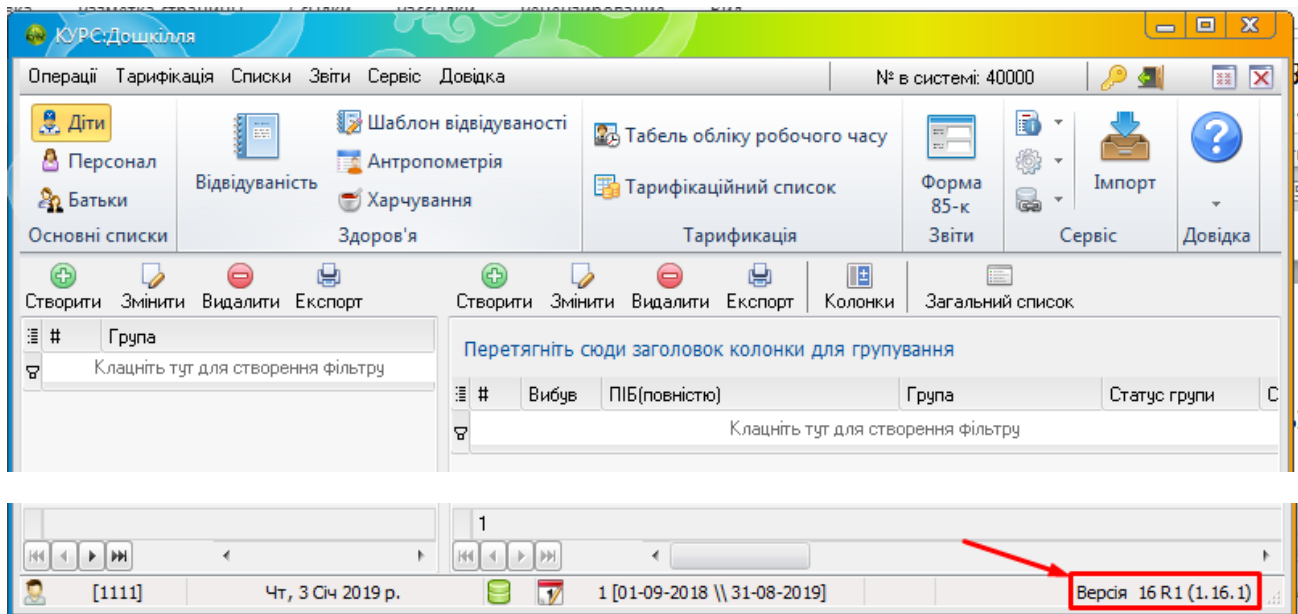 КУРС:Дошкілля
Операції Тарифікація Списки Звіти Сервіс Довідка № в системі: 40000
Діти
Персонал
Батьки
Основні списки
Відвідуваність
Шаблон відвідуваності
Антропометрія
Харчування
Здоров'я
Табель обліку робочого часу
Тарифікаційний список
Тарификація
Форма
85-к
Звіти
Імпорт
Сервіс
Довідка
Створити Змінити Видалити Експорт
Створити Змінити Видалити Експорт Колонки Загальний список
# Група
Клацніть тут для створення фільтру
Перетягніть сюди заголовок колонки для групування
# Вибув ПІБ(повністю) Група Статус групи С
Клацніть тут для створення фільтру
1
[1111] Чт, 3 Січ 2019 р. 1 [01-09-2018 \\ 31-08-2019] Версія 16 R1 (1.16.1)